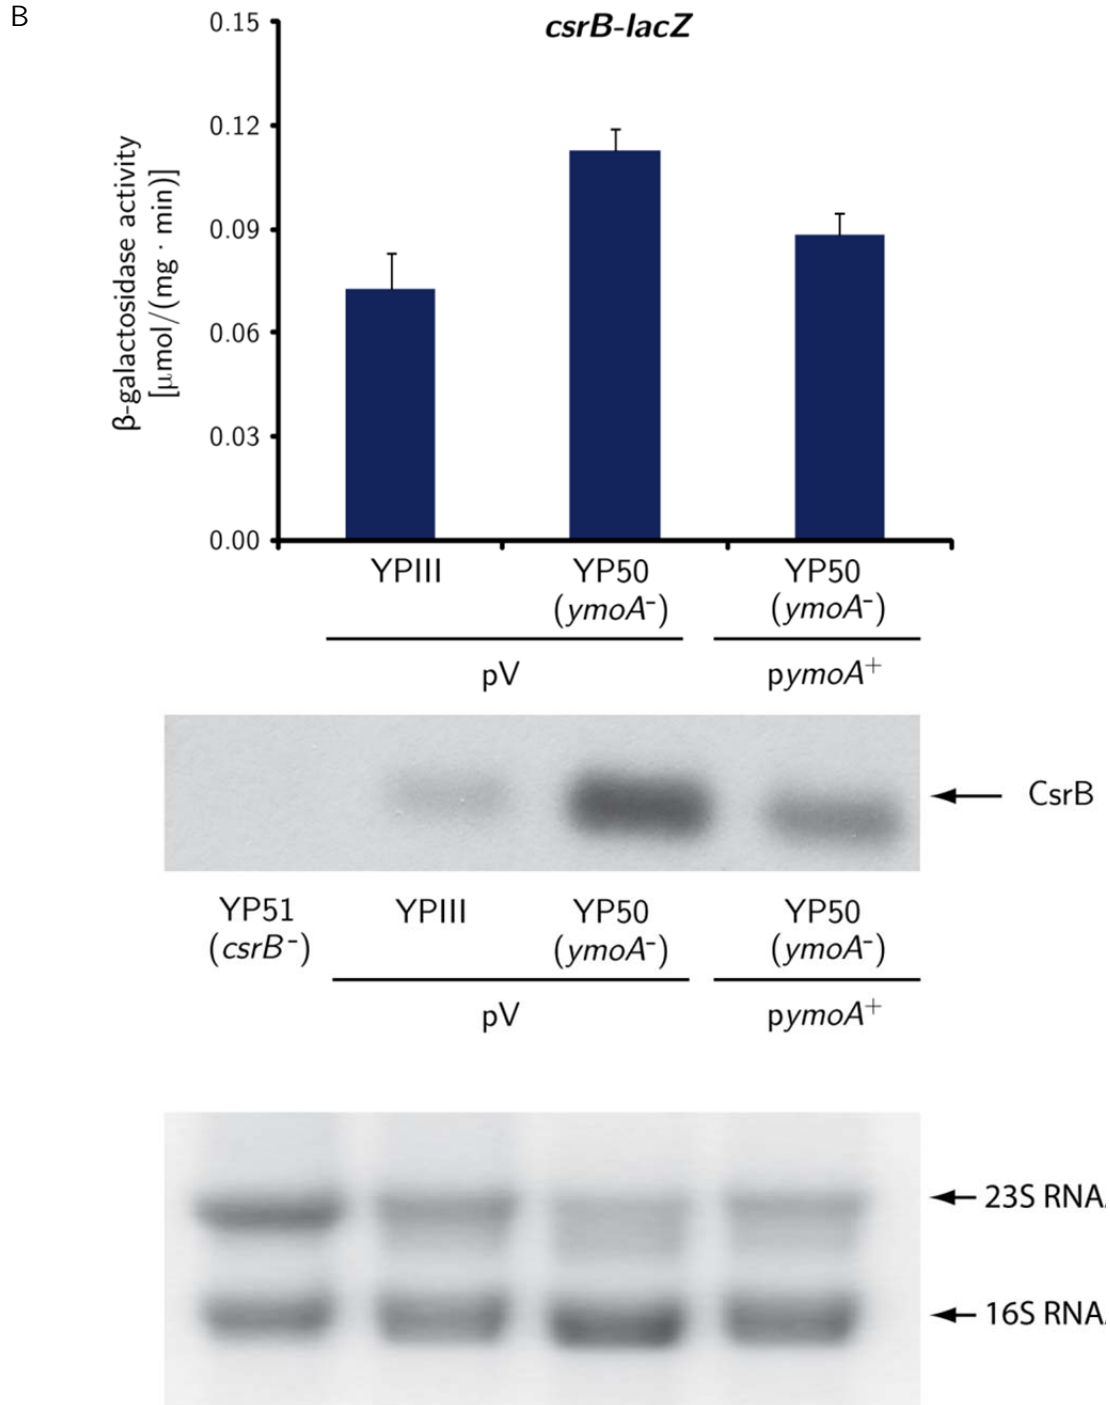 B
csrB-lacZ
β-galactosidase activity
[μmol/(mg · min)]
0.15
0.12
0.09
0.06
0.03
0.00
YPIII
YP50
(ymoA⁻)
YP50
(ymoA⁻)
pV
pymoA⁺
CsrB
YP51
(csrB⁻)
YPIII
YP50
(ymoA⁻)
YP50
(ymoA⁻)
pV
pymoA⁺
23S RNA
16S RNA